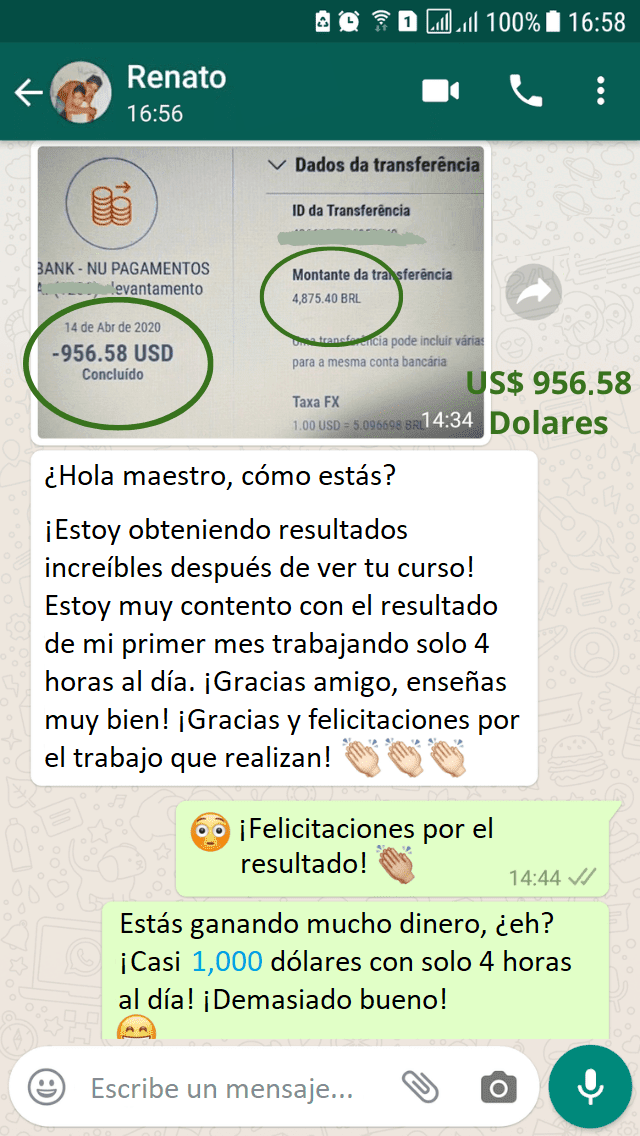 100% 16:58
1
Renato
16:56
Dados da transferência
ID da Transferência
BANK - NU PAGAMENTOS
levantamento
Montante da transferência
4,875.40 BRL
14 de Abr de 2020
-956.58 USD
Concluído
Uma transferência pode incluir várias
para a mesma conta bancária
Taxa FX
1.00 USD = 5.096698 BRL
14:34
US$ 956.58
Dolares
¿Hola maestro, cómo estás?
¡Estoy obteniendo resultados
increíbles después de ver tu curso!
Estoy muy contento con el resultado
de mi primer mes trabajando solo 4
horas al día. ¡Gracias amigo, enseñas
muy bien! ¡Gracias y felicitaciones por
el trabajo que realizan! 👏🏻👏🏻👏🏻
😳 ¡Felicitaciones por el
resultado! 👏🏽
14:44
Estás ganando mucho dinero, ¿eh?
¡Casi 1,000 dólares con solo 4 horas
al día! ¡Demasiado bueno!
😁
Escribe un mensaje...